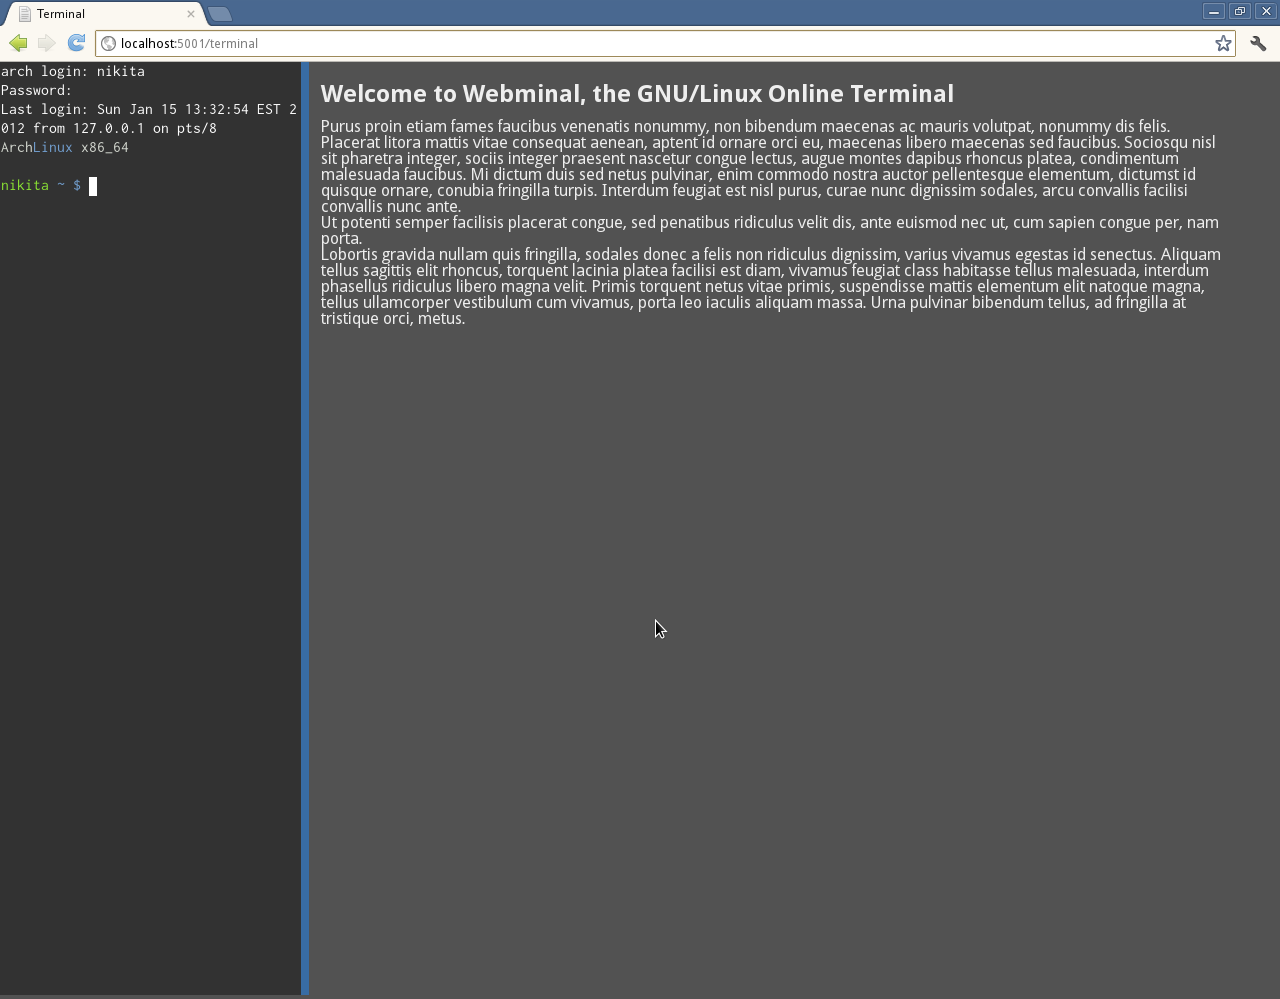 Terminal
localhost:5001/terminal
arch login: nikita
Password:
Last login: Sun Jan 15 13:32:54 EST 2
012 from 127.0.0.1 on pts/8
ArchLinux x86_64
nikita ~ $
Welcome to Webminal, the GNU/Linux Online Terminal
Purus proin etiam fames faucibus venenatis nonummy, non bibendum maecenas ac mauris volutpat, nonummy dis felis.
Placerat litora mattis vitae consequat aenean, aptent id ornare orci eu, maecenas libero maecenas sed faucibus. Sociosqu nisl
sit pharetra integer, sociis integer praesent nascetur congue lectus, augue montes dapibus rhoncus platea, condimentum
malesuada faucibus. Mi dictum duis sed netus pulvinar, enim commodo nostra auctor pellentesque elementum, dictumst id
quisque ornare, conubia fringilla turpis. Interdum feugiat est nisl purus, curae nunc dignissim sodales, arcu convallis facilisi
convallis nunc ante.
Ut potenti semper facilisis placerat congue, sed penatibus ridiculus velit dis, ante euismod nec ut, cum sapien congue per, nam
porta.
Lobortis gravida nullam quis fringilla, sodales donec a felis non ridiculus dignissim, varius vivamus egestas id senectus. Aliquam
tellus sagittis elit rhoncus, torquent lacinia platea facilisi est diam, vivamus feugiat class habitasse tellus malesuada, interdum
phasellus ridiculus libero magna velit. Primis torquent netus vitae primis, suspendisse mattis elementum elit natoque magna,
tellus ullamcorper vestibulum cum vivamus, porta leo iaculis aliquam massa. Urna pulvinar bibendum tellus, ad fringilla at
tristique orci, metus.